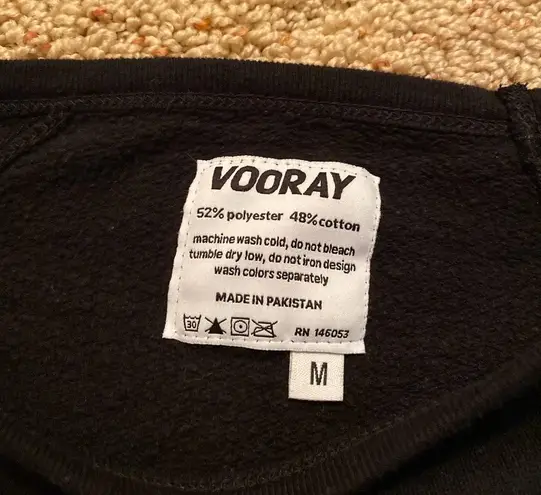 VOORAY
52% polyester 48% cotton
machine wash cold, do not bleach
tumble dry low, do not iron design
wash colors separately
MADE IN PAKISTAN
30 RN 146053
M